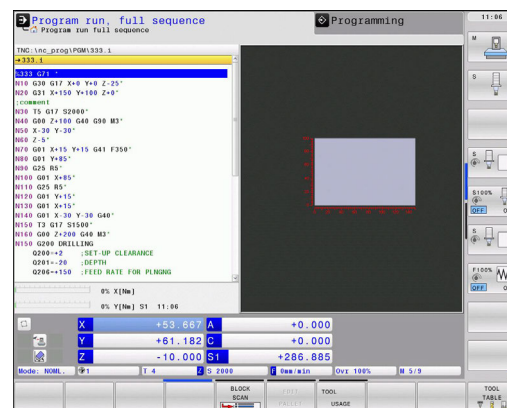 Program run, full sequence
Program run full sequence
Programming
11:06
TNC:\nc_prog\PGM\333.i
→333.i
%333 G71 *
N10 G30 G17 X+0 Y+0 Z-25*
N20 G31 X+150 Y+100 Z+0*
;comment
N30 T5 G17 S2000*
N40 G00 Z+100 G40 G90 M3*
N50 X-30 Y-30*
N60 Z-5*
N70 G01 X+15 Y+15 G41 F350*
N80 G01 Y+85*
N90 G25 R5*
N100 G01 X+85*
N110 G25 R5*
N120 G01 Y+15*
N130 G01 X+15*
N140 G01 X-30 Y-30 G40*
N150 T3 G17 S1500*
N160 G00 Z+200 G40 M3*
N150 G200 DRILLING
Q200=+2 ;SET-UP CLEARANCE
Q201=-20 ;DEPTH
Q206=+150 ;FEED RATE FOR PLNGNG
0% X[Nm]
0% Y[Nm] S1 11:06
X +53.667 A +0.000
Y +61.182 C +0.000
Z -10.000 S1 +286.885
Mode: NOML. 1 T 4 Z S 2000 F 0mm/min Ovr 100% M 5/9
M
S
S
S100%
OFF
S
F100%
OFF
BLOCK
SCAN
TOOL
USAGE
TOOL
TABLE